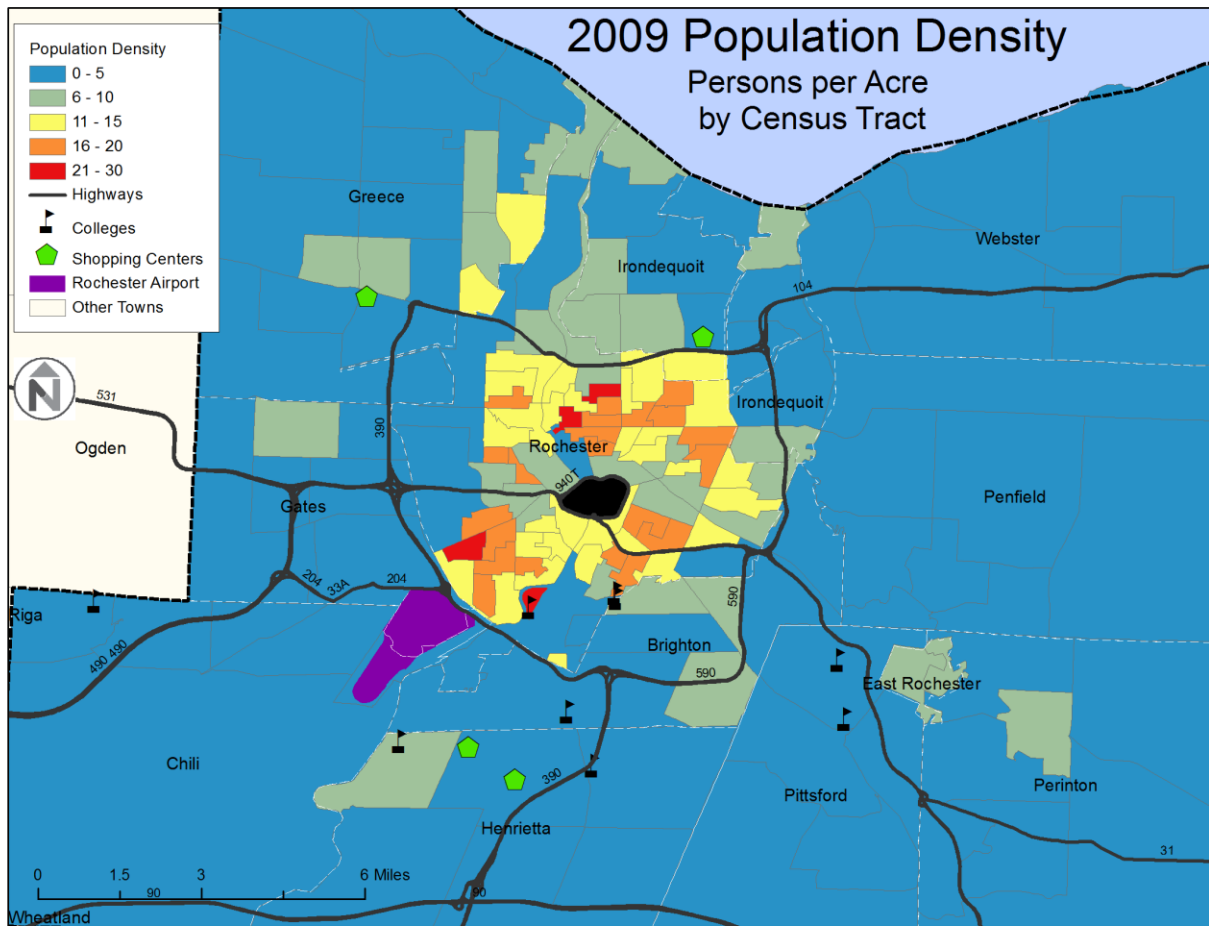 2009 Population Density
Persons per Acre
by Census Tract
Population Density
0 - 5
6 - 10
11 - 15
16 - 20
21 - 30
Highways
Colleges
Shopping Centers
Rochester Airport
Other Towns
N
Greece
Webster
Irondequoit
104
531
390
Irondequoit
Ogden
Rochester
940T
Gates
Penfield
204
33A
204
590
Riga
Brighton
490
490
590
East Rochester
Chili
390
Pittsford
Perinton
Henrietta
31
0
1.5
3
6 Miles
90
90
Wheatland